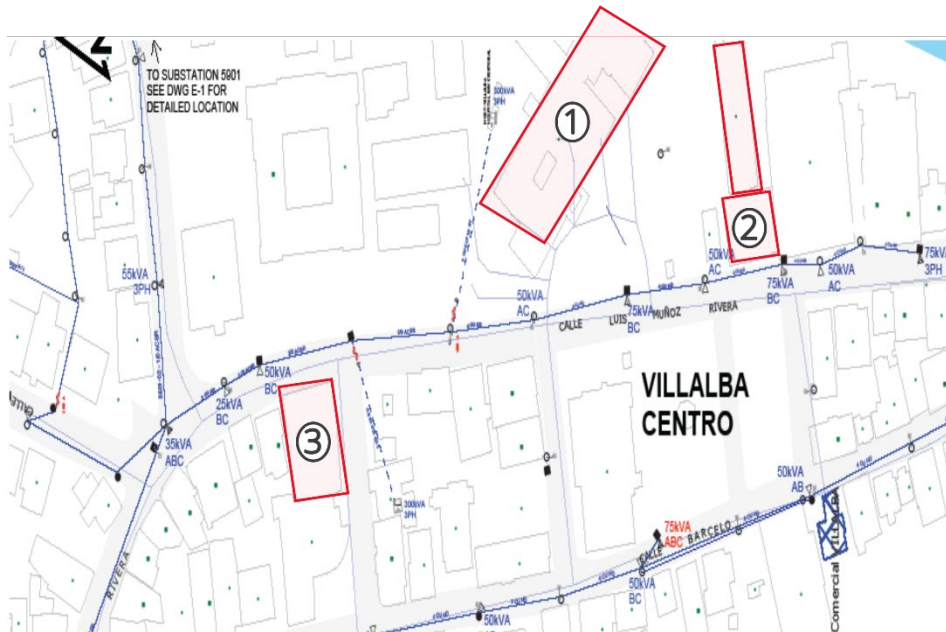 TO SUBSTATION 5901
SEE DWG E-1 FOR
DETAILED LOCATION
300kVA
3PH
①
②
55kVA
3PH
50kVA
AC
50kVA
AC
75kVA
BC
75kVA
BC
50kVA
AC
75kVA
3PH
CALLE LUIS MUÑOZ RIVERA
50kVA
BC
25kVA
BC
35kVA
ABC
③
VILLALBA
CENTRO
300kVA
3PH
RIVERA
50kVA
AB
75kVA
ABC
CALLE BARCELO
50kVA
BC
50kVA
Comercial VILLALBA